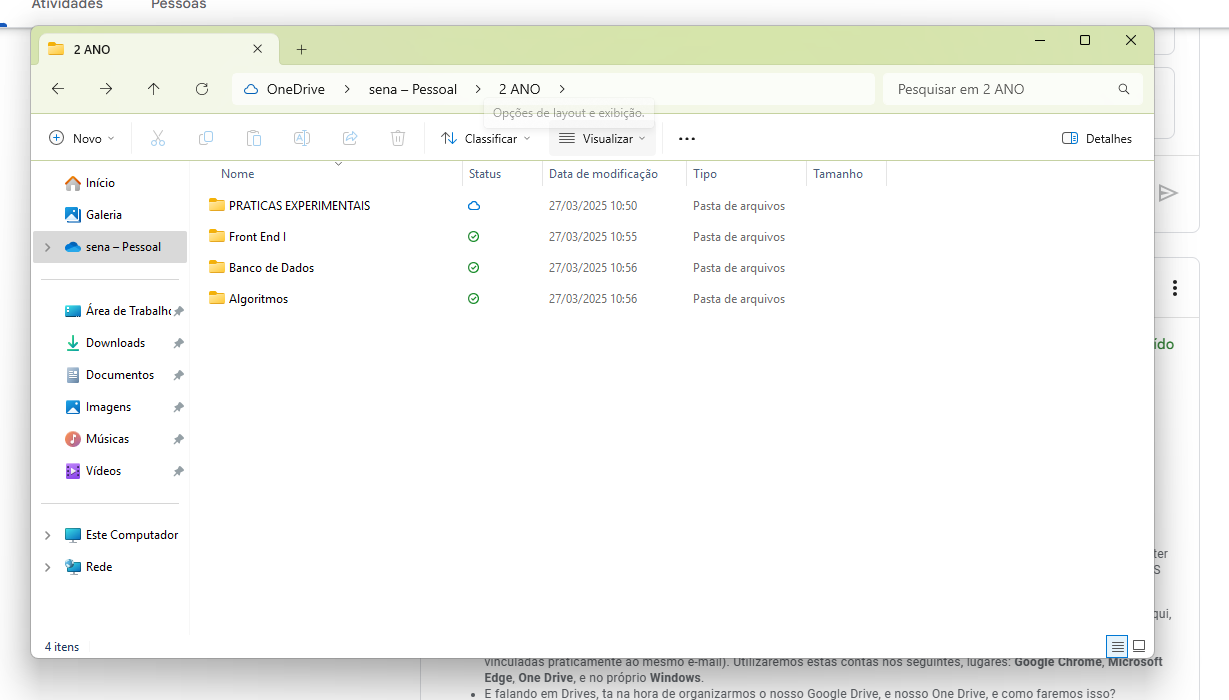 Atividades Pessoas
2 ANO
OneDrive sena – Pessoal 2 ANO
Pesquisar em 2 ANO
Opções de layout e exibição.
Novo Classificar Visualizar Detalhes
Nome Status Data de modificação Tipo Tamanho
PRATICAS EXPERIMENTAIS 27/03/2025 10:50 Pasta de arquivos
Front End I 27/03/2025 10:55 Pasta de arquivos
Banco de Dados 27/03/2025 10:56 Pasta de arquivos
Algoritmos 27/03/2025 10:56 Pasta de arquivos
Início
Galeria
sena – Pessoal
Área de Trabalho
Downloads
Documentos
Imagens
Músicas
Vídeos
Este Computador
Rede
4 itens
ído
ter
S
qui,
vinculadas praticamente ao mesmo e-mail). Utilizaremos estas contas nos seguintes, lugares: Google Chrome, Microsoft
Edge, One Drive, e no próprio Windows.
E falando em Drives, ta na hora de organizarmos o nosso Google Drive, e nosso One Drive, e como faremos isso?